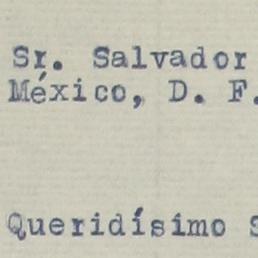 Sr. Salvador
México, D. F.
Queridísimo S